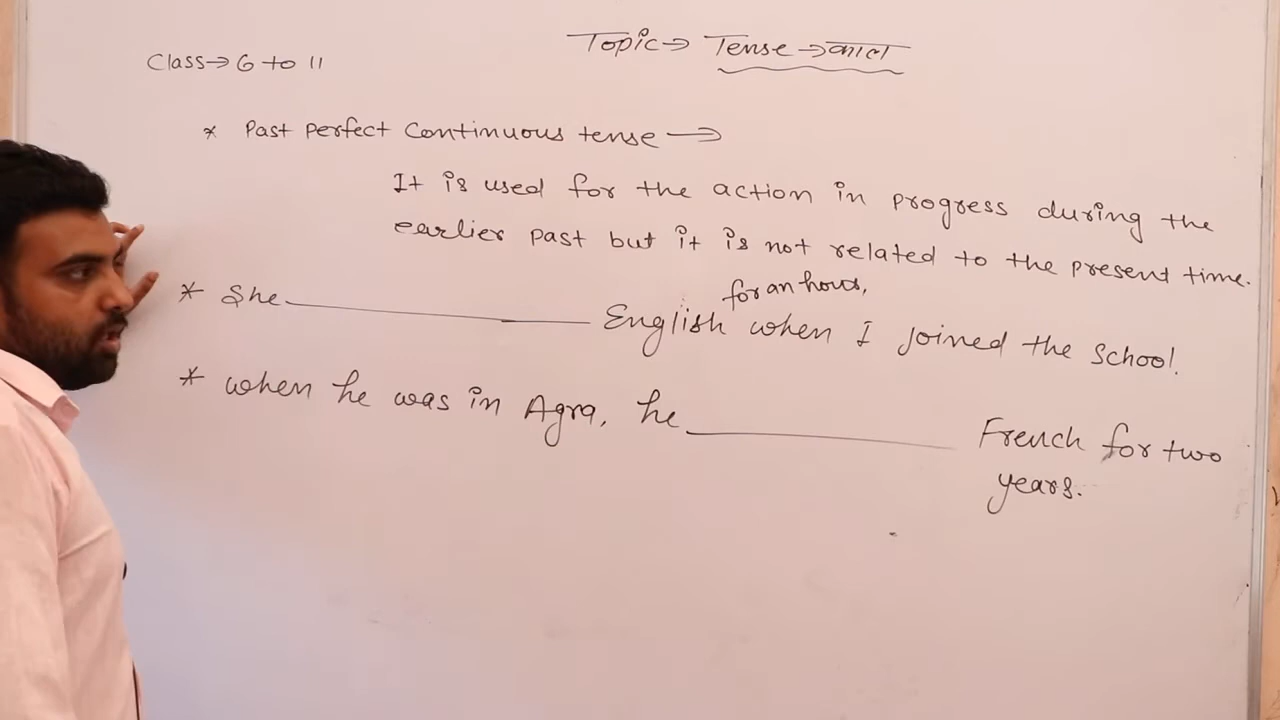 Topic → Tense → काल
Class → 6 to 11
* Past perfect continuous tense →
It is used for the action in progress during the
earlier past but it is not related to the present time.
for an hour,
* She ____________ English when I joined the School.
* when he was in Agra, he ____________ French for two
years.